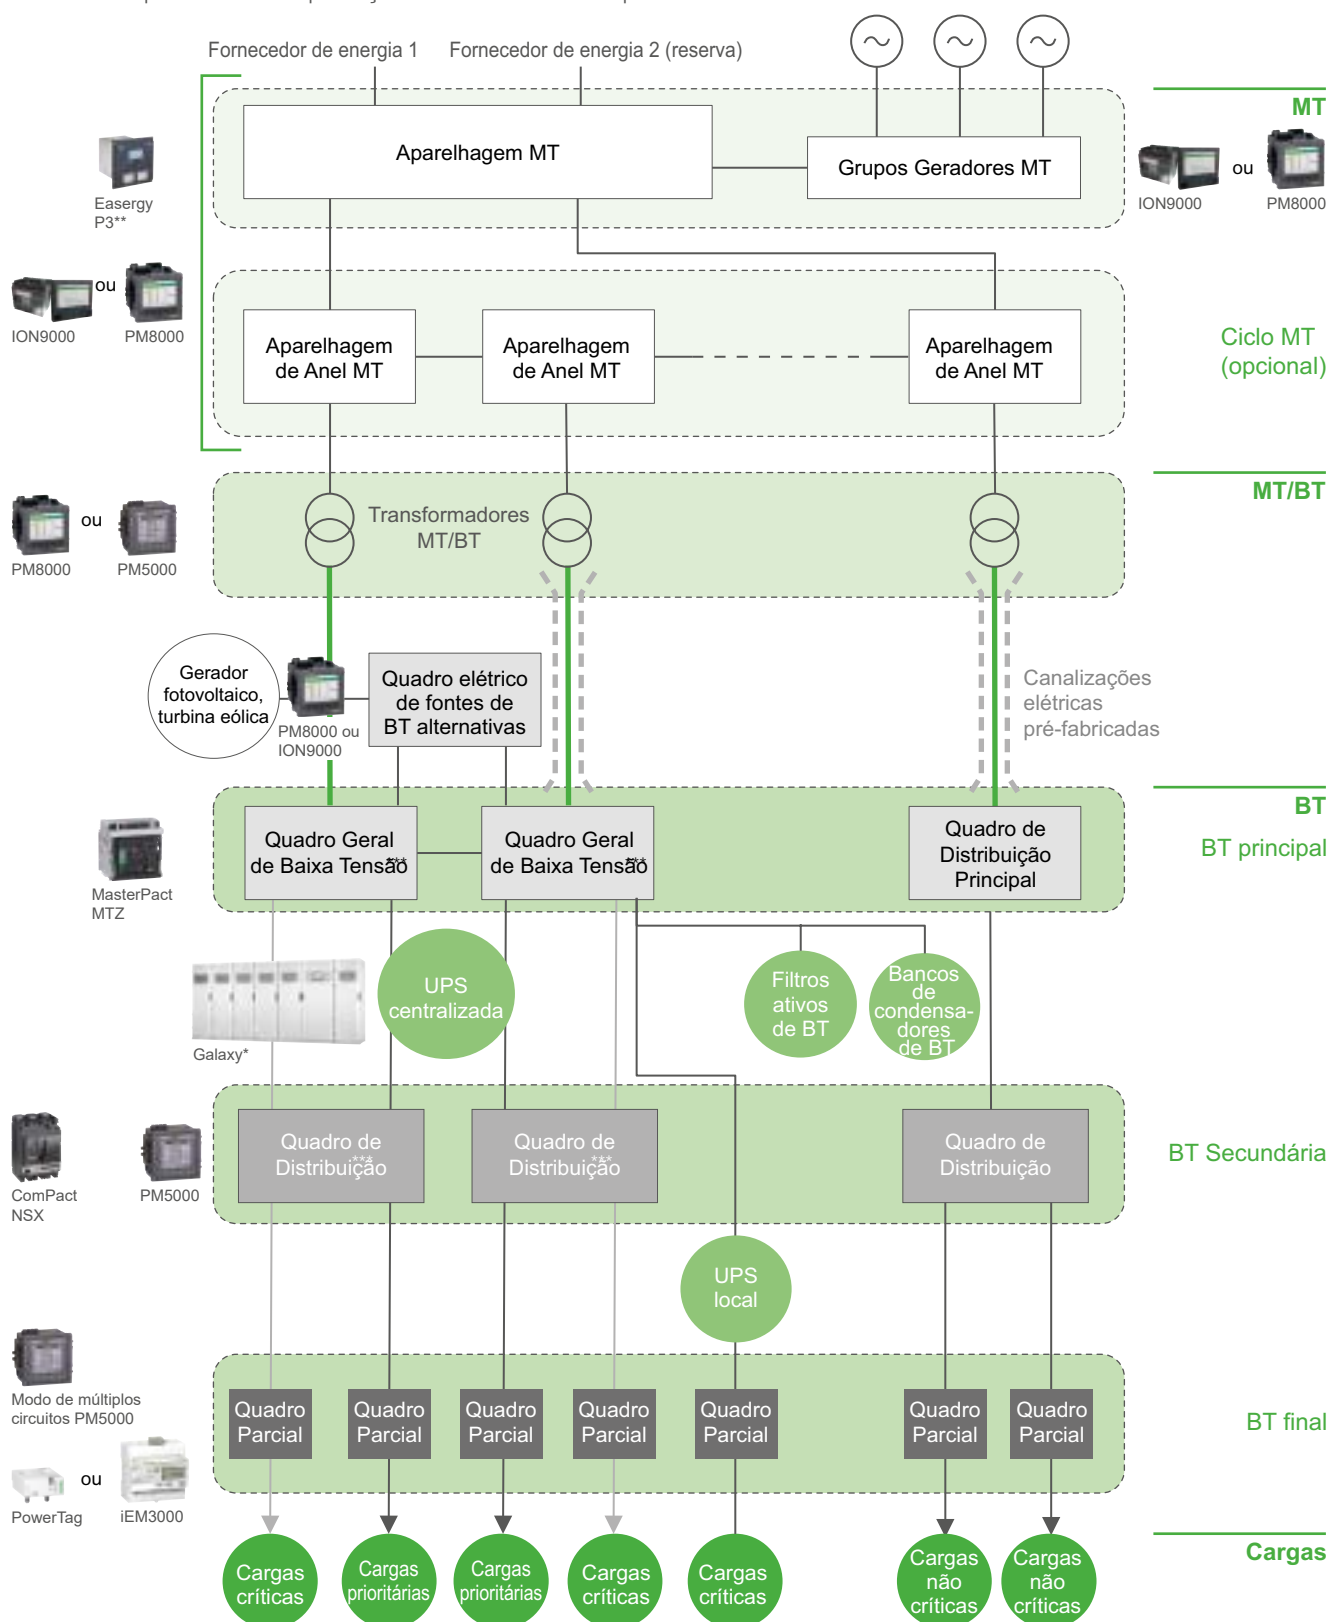 Fornecedor de energia 1
Fornecedor de energia 2 (reserva)
MT
Aparelhagem MT
Grupos Geradores MT
Easergy
P3**
ION9000
ou
PM8000
ION9000
ou
PM8000
Aparelhagem
de Anel MT
Aparelhagem
de Anel MT
Aparelhagem
de Anel MT
Ciclo MT
(opcional)
MT/BT
PM8000
ou
PM5000
Transformadores
MT/BT
Gerador
fotovoltaico,
turbina eólica
PM8000 ou
ION9000
Quadro elétrico
de fontes de
BT alternativas
Canalizações
elétricas
pré-fabricadas
BT
BT principal
MasterPact
MTZ
Quadro Geral
de Baixa Tensão***
Quadro Geral
de Baixa Tensão***
Quadro de
Distribuição
Principal
Galaxy*
UPS
centralizada
Filtros
ativos
de BT
Bancos
de
condensa-
dores
de BT
ComPact
NSX
PM5000
Quadro de
Distribuição***
Quadro de
Distribuição***
Quadro de
Distribuição
BT Secundária
UPS
local
Modo de múltiplos
circuitos PM5000
PowerTag
ou
iEM3000
Quadro
Parcial
Quadro
Parcial
Quadro
Parcial
Quadro
Parcial
Quadro
Parcial
Quadro
Parcial
Quadro
Parcial
BT final
Cargas
Cargas
críticas
Cargas
prioritárias
Cargas
prioritárias
Cargas
críticas
Cargas
críticas
Cargas
não
críticas
Cargas
não
críticas